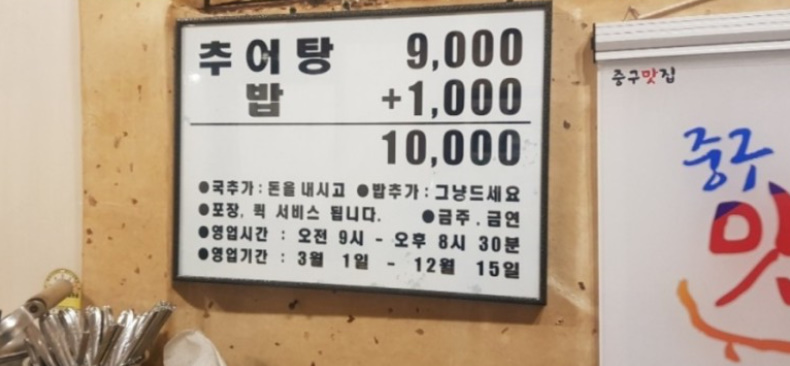 추어탕 9,000
밥 +1,000
10,000
●국추가 : 돈을 내시고 ●밥추가 : 그냥드세요
●포장, 퀵 서비스 됩니다. ●금주 . 금연
●영업시간 : 오전 9시 - 오후 8시 30분
●영업기간 : 3월 1일 - 12월 15일
중구맛집
중구
맛